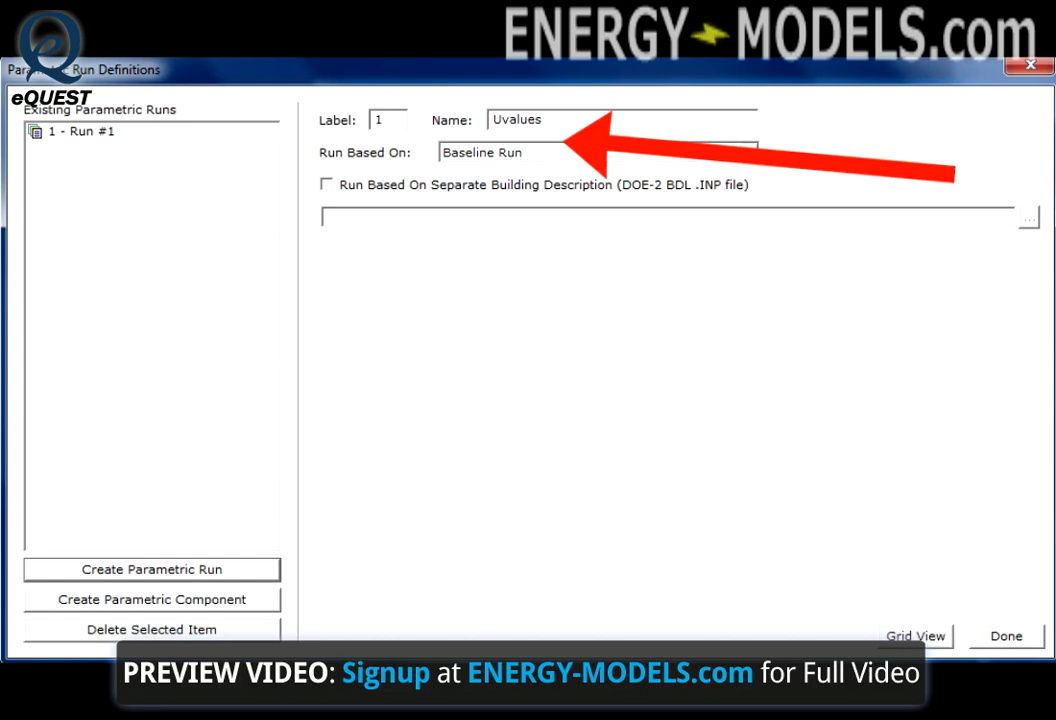 ENERGY MODELS.com
Parametric Run Definitions
eQUEST
Existing Parametric Runs
1 - Run #1
Label: 1 Name: Uvalues
Run Based On: Baseline Run
Run Based On Separate Building Description (DOE-2 BDL .INP file)
...
Create Parametric Run
Create Parametric Component
Delete Selected Item
Grid View Done
PREVIEW VIDEO: Signup at ENERGY-MODELS.com for Full Video